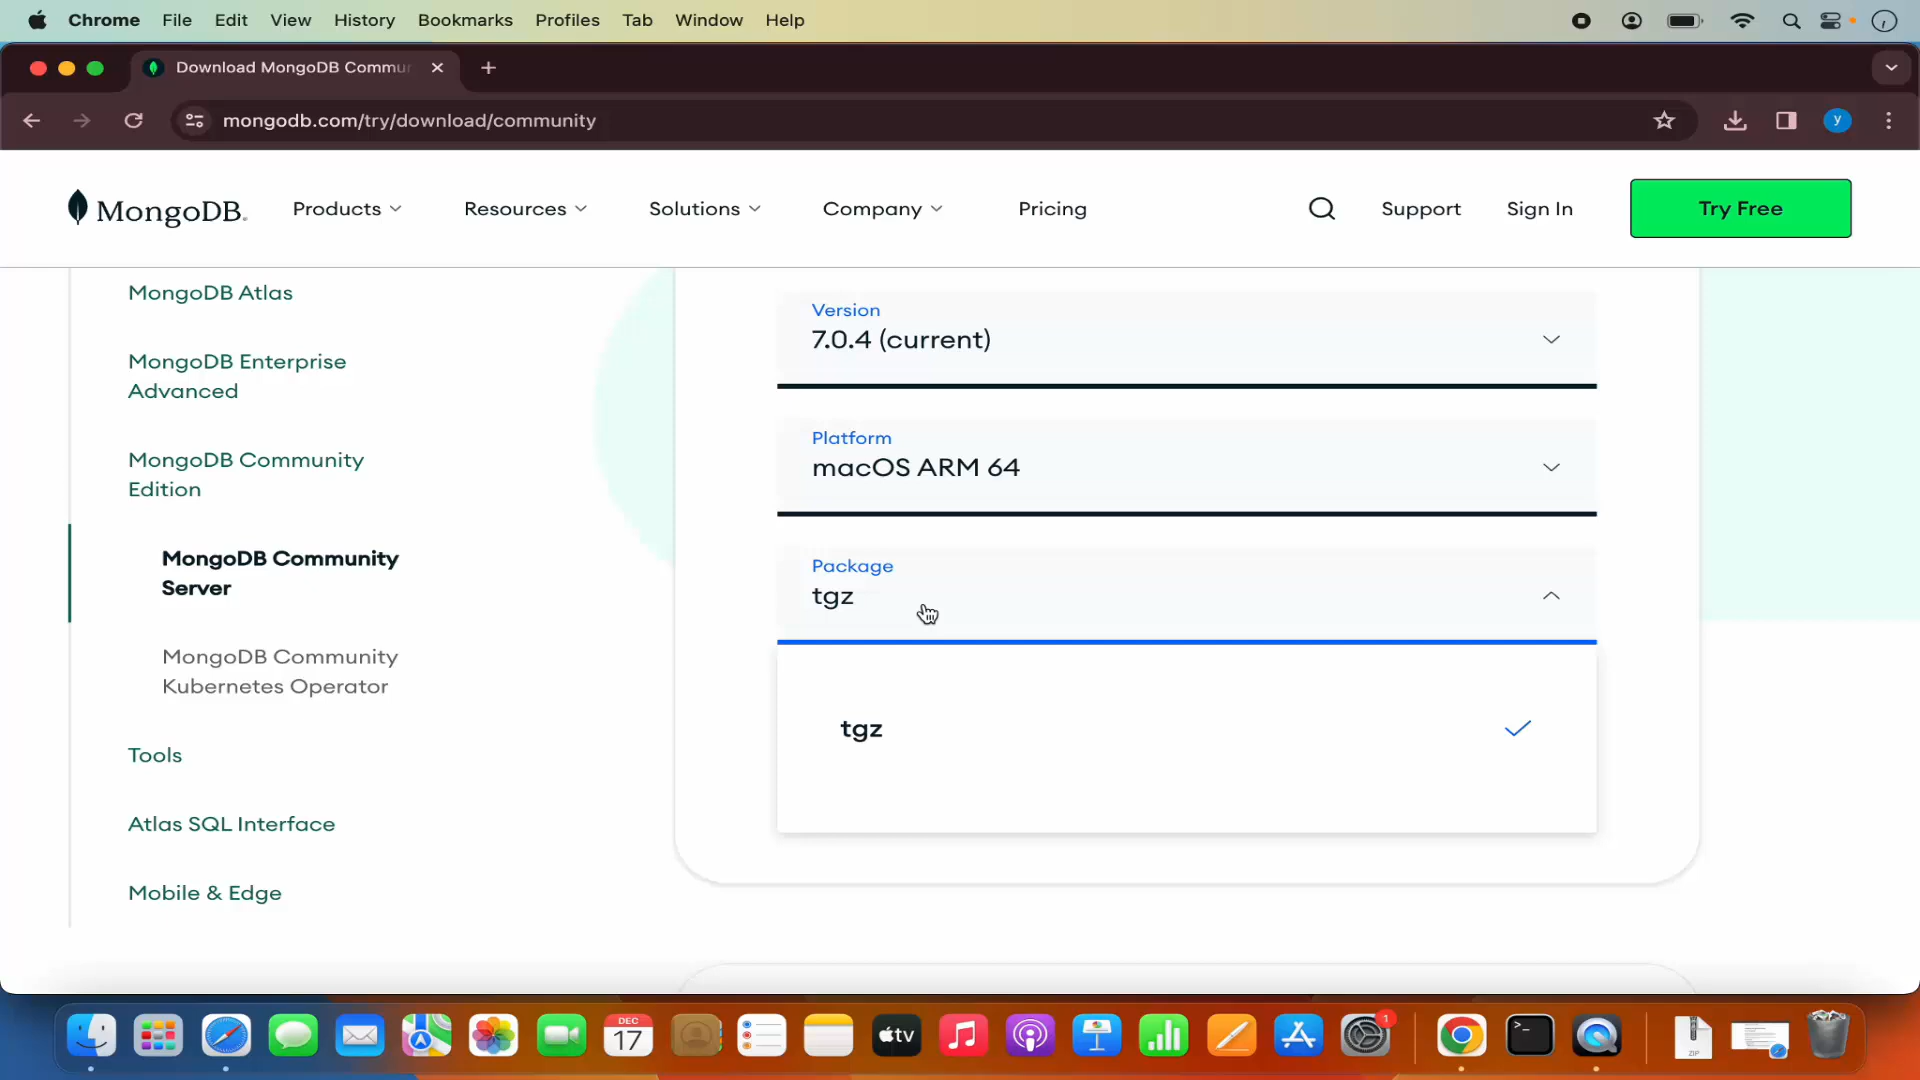 Chrome File Edit View History Bookmarks Profiles Tab Window Help
Download MongoDB Commu
mongodb.com/try/download/community
y
MongoDB.
Products
Resources
Solutions
Company
Pricing
Support
Sign In
Try Free
MongoDB Atlas
MongoDB Enterprise
Advanced
MongoDB Community
Edition
MongoDB Community
Server
MongoDB Community
Kubernetes Operator
Tools
Atlas SQL Interface
Mobile & Edge
Version
7.0.4 (current)
Platform
macOS ARM 64
Package
tgz
tgz
DEC
17
tv
1
>_
ZIP